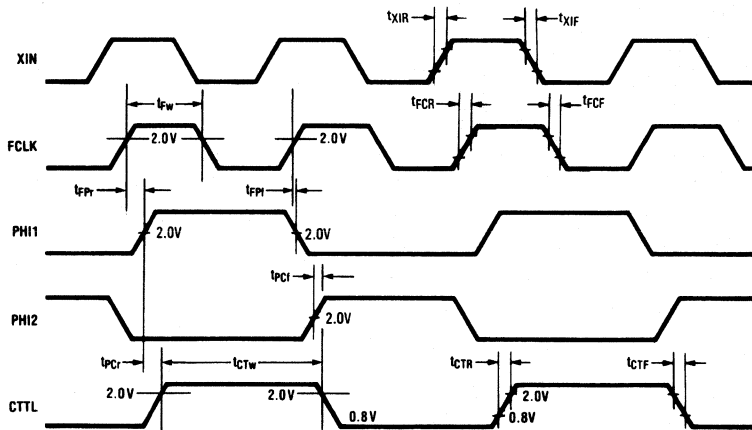 tXIR tXIF
XIN
tFw tFCR tFCF
FCLK 2.0V 2.0V
tFPr tFPf
PHI1 2.0V 2.0V
tPCf
PHI2 2.0V
tPCr tCTw tCTR tCTF
CTTL 2.0V 2.0V 0.8V 2.0V
0.8V